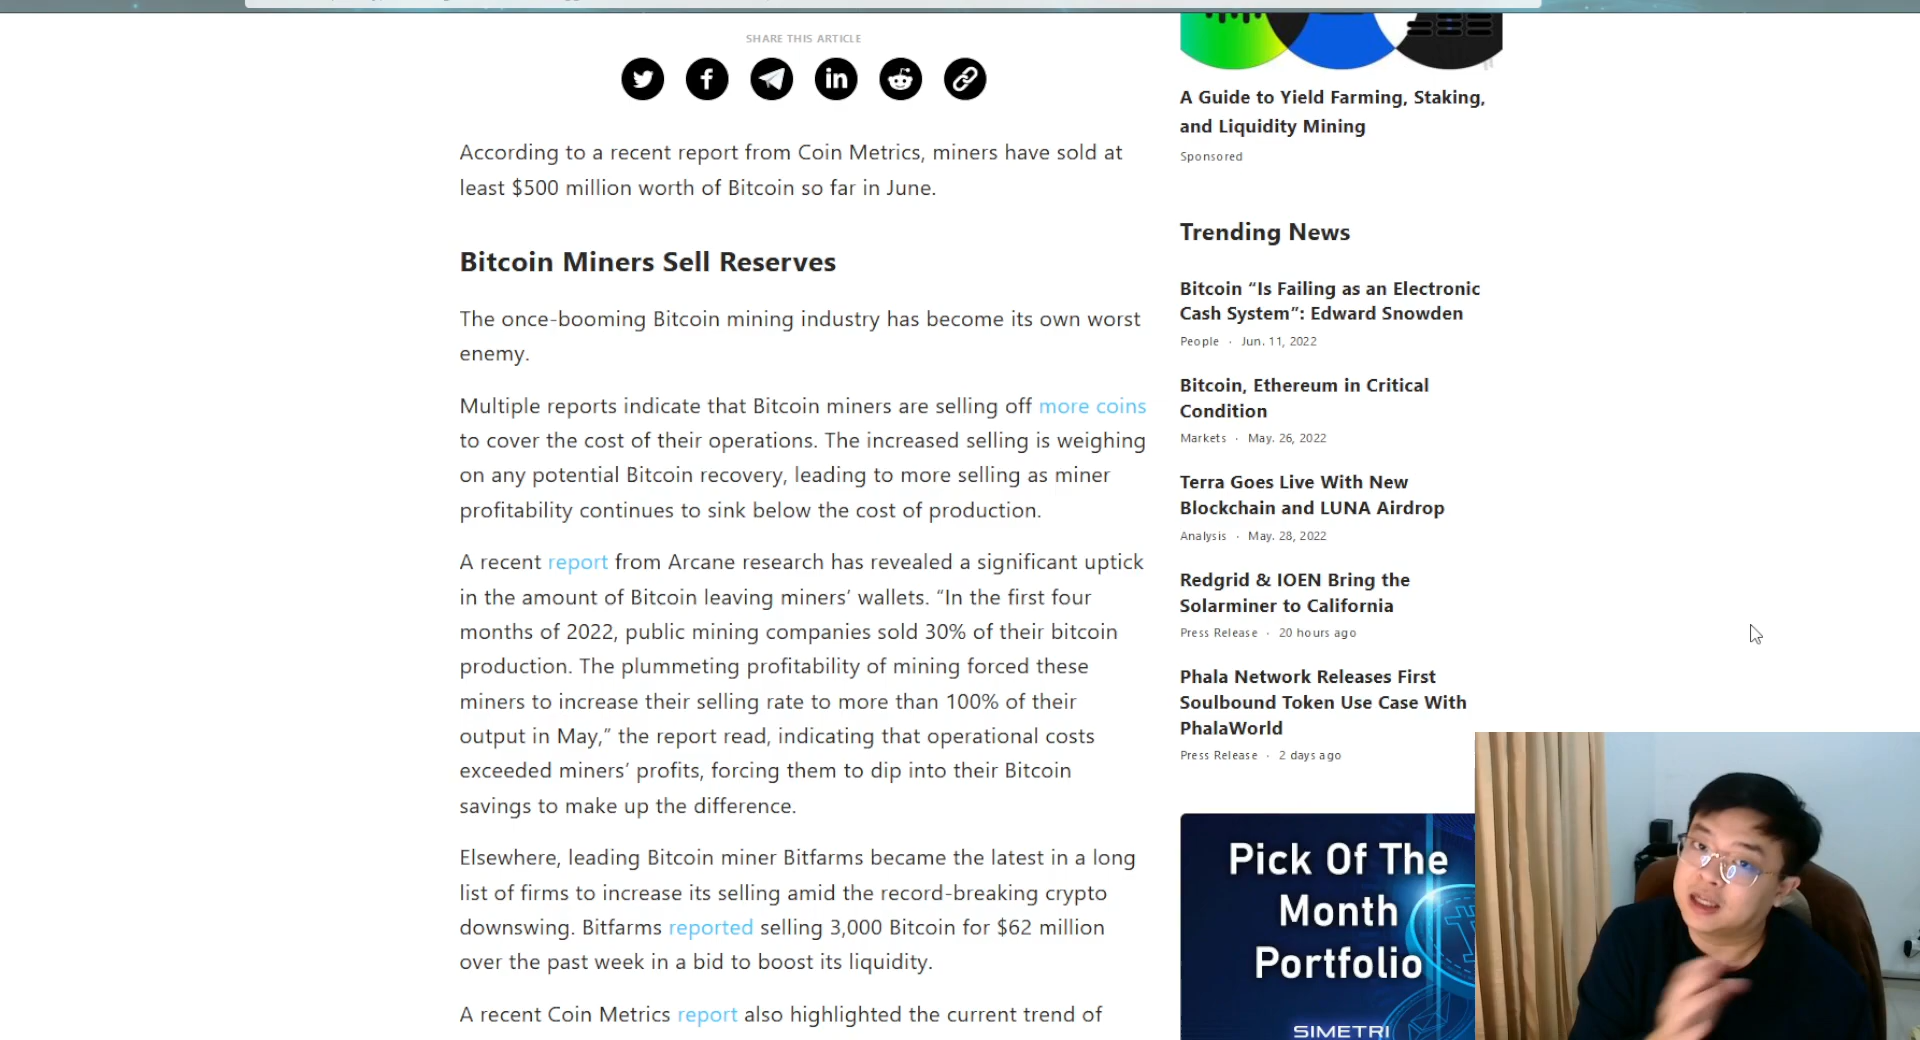 SHARE THIS ARTICLE
According to a recent report from Coin Metrics, miners have sold at
least $500 million worth of Bitcoin so far in June.
Bitcoin Miners Sell Reserves
The once-booming Bitcoin mining industry has become its own worst
enemy.
Multiple reports indicate that Bitcoin miners are selling off more coins
to cover the cost of their operations. The increased selling is weighing
on any potential Bitcoin recovery, leading to more selling as miner
profitability continues to sink below the cost of production.
A recent report from Arcane research has revealed a significant uptick
in the amount of Bitcoin leaving miners’ wallets. “In the first four
months of 2022, public mining companies sold 30% of their bitcoin
production. The plummeting profitability of mining forced these
miners to increase their selling rate to more than 100% of their
output in May,” the report read, indicating that operational costs
exceeded miners’ profits, forcing them to dip into their Bitcoin
savings to make up the difference.
Elsewhere, leading Bitcoin miner Bitfarms became the latest in a long
list of firms to increase its selling amid the record-breaking crypto
downswing. Bitfarms reported selling 3,000 Bitcoin for $62 million
over the past week in a bid to boost its liquidity.
A recent Coin Metrics report also highlighted the current trend of
A Guide to Yield Farming, Staking,
and Liquidity Mining
Sponsored
Trending News
Bitcoin “Is Failing as an Electronic
Cash System”: Edward Snowden
People · Jun. 11, 2022
Bitcoin, Ethereum in Critical
Condition
Markets · May. 26, 2022
Terra Goes Live With New
Blockchain and LUNA Airdrop
Analysis · May. 28, 2022
Redgrid & IOEN Bring the
Solarminer to California
Press Release · 20 hours ago
Phala Network Releases First
Soulbound Token Use Case With
PhalaWorld
Press Release · 2 days ago
Pick Of The
Month
Portfolio
SIMETRI